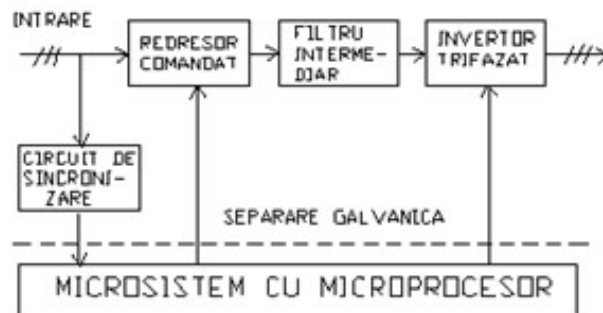 INTRARE
REDRESOR
COMANDAT
FILTRU
INTERME-
DIAR
INVERTOR
TRIFAZAT
CIRCUIT DE
SINCRONI-
ZARE
SEPARARE GALVANICA
MICROSISTEM CU MICROPROCESOR